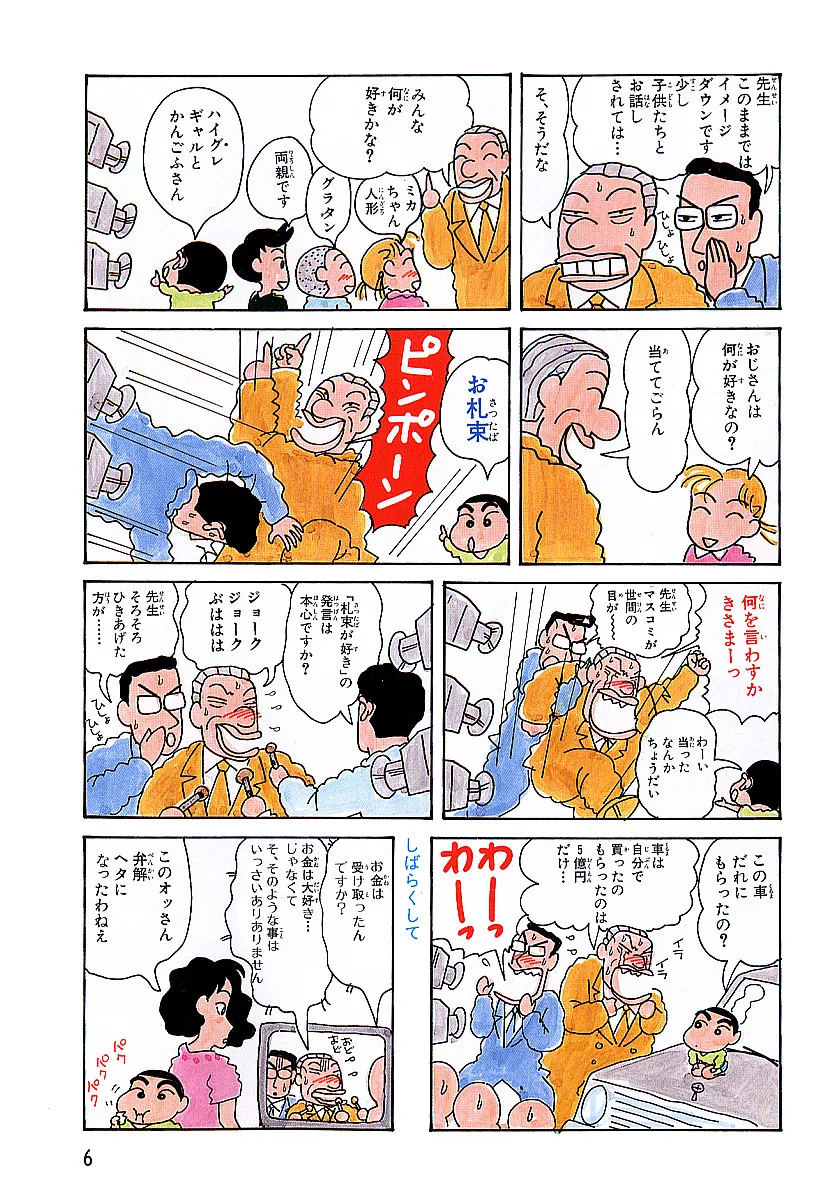 先生
このままでは
イメージ
ダウンです
少し
子供たちと
お話し
されては…
そ、そうだな
ひしょ
ひしょ
みんな
何が
好きかな？
ミカ
ちゃん
人形
グラタン
両親です
ハイグレ
ギャルと
かんごふさん
おじさんは
何が好きなの？
当ててごらん
お札束
ピンポーン
何を言わすか
きさまーっ
先生
マスコミが
世間の
目が〜
わーい
当った
なんか
ちょうだい
「札束が好き」の
発言は
本心ですか？
ジョーク
ジョーク
ぶははは
先生
そろそろ
ひきあげた
方が……
ひしょ
ひしょ
この車
だれに
もらったの？
車は
自分で
買ったの
もらったのは
5億円
だけ…
イラ
イラ
わーっ
わーっ
しばらくして
お金は
受け取ったん
ですか？
お金は大好き…
じゃなくて
そ、そのような事は
いっさいありありません
おど
おど
このオッさん
弁解
ヘタに
なったわねえ
6